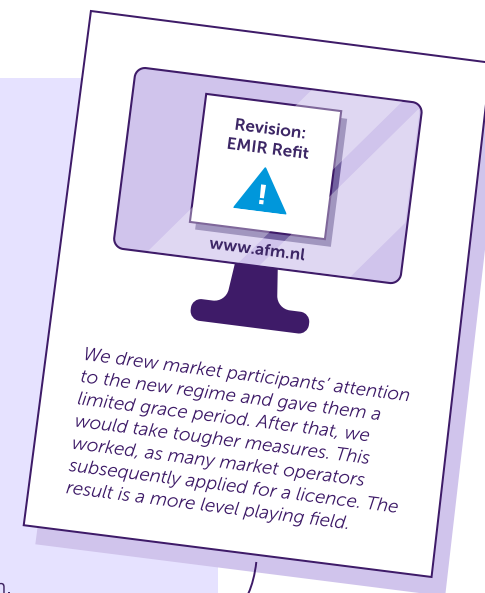 Revision:
EMIR Refit
!
www.afm.nl
We drew market participants’ attention
to the new regime and gave them a
limited grace period. After that, we
would take tougher measures. This
worked, as many market operators
subsequently applied for a licence. The
result is a more level playing field.